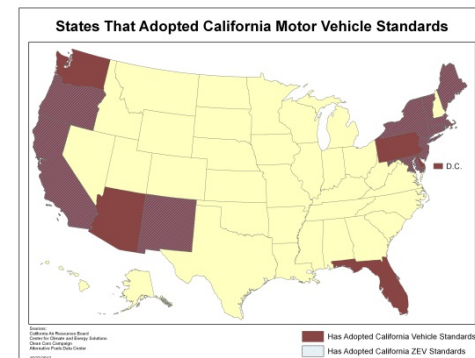 States That Adopted California Motor Vehicle Standards
D.C.
Sources:
California Air Resources Board
Center for Climate and Energy Solutions
Clean Cars Campaign
Alternative Fuels Data Center
Has Adopted California Vehicle Standards
Has Adopted California ZEV Standards